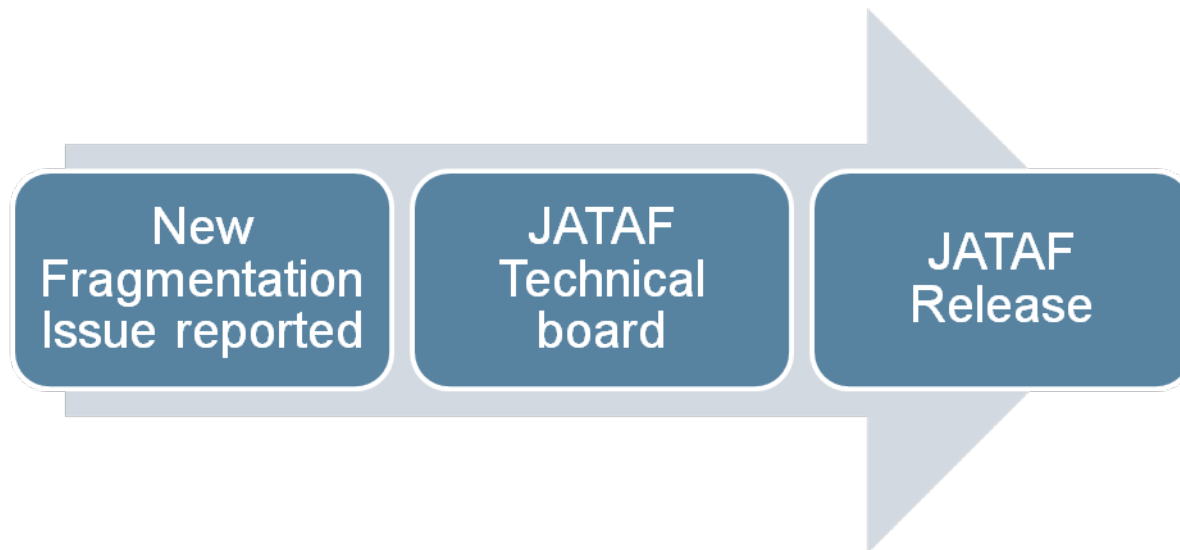 New
Fragmentation
Issue reported
JATAF
Technical
board
JATAF
Release